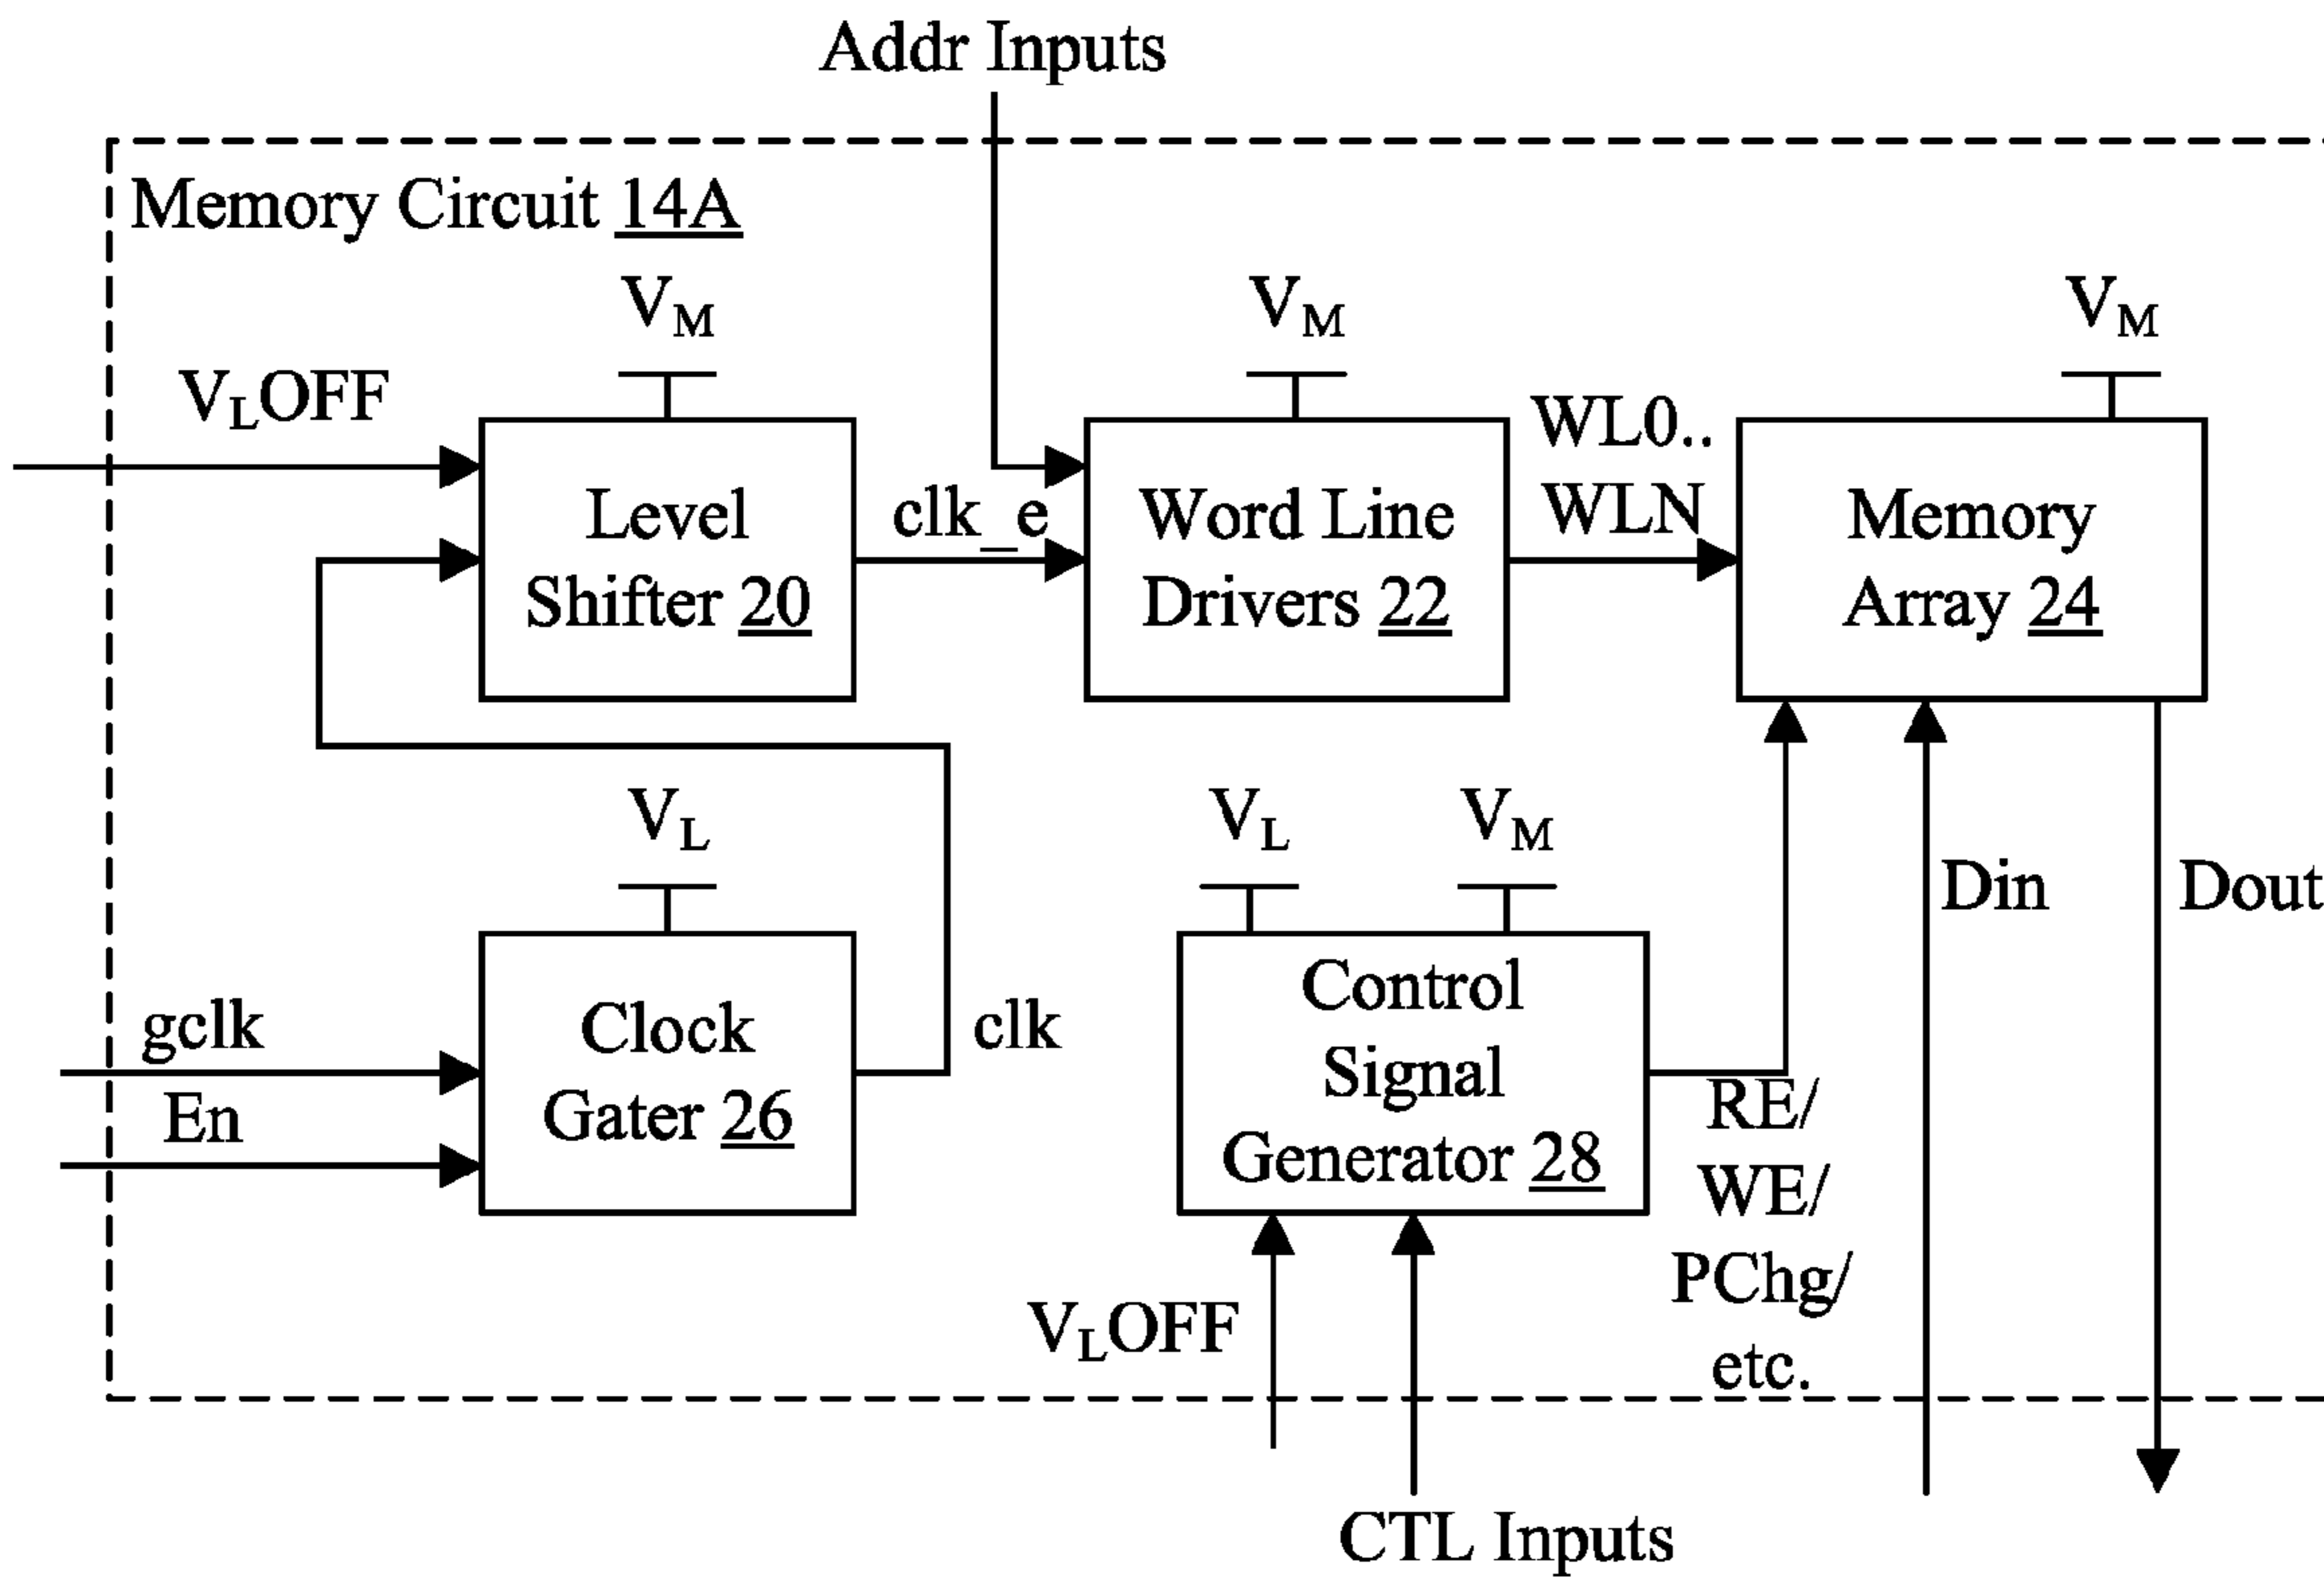 Addr Inputs
Memory Circuit 14A
VM
VM
VM
VLOFF
Level
Shifter 20
clk_e
Word Line
Drivers 22
WL0..
WLN
Memory
Array 24
VL
VL
VM
gclk
En
Clock
Gater 26
clk
Control
Signal
Generator 28
RE/
WE/
PChg/
etc.
Din
Dout
VLOFF
CTL Inputs